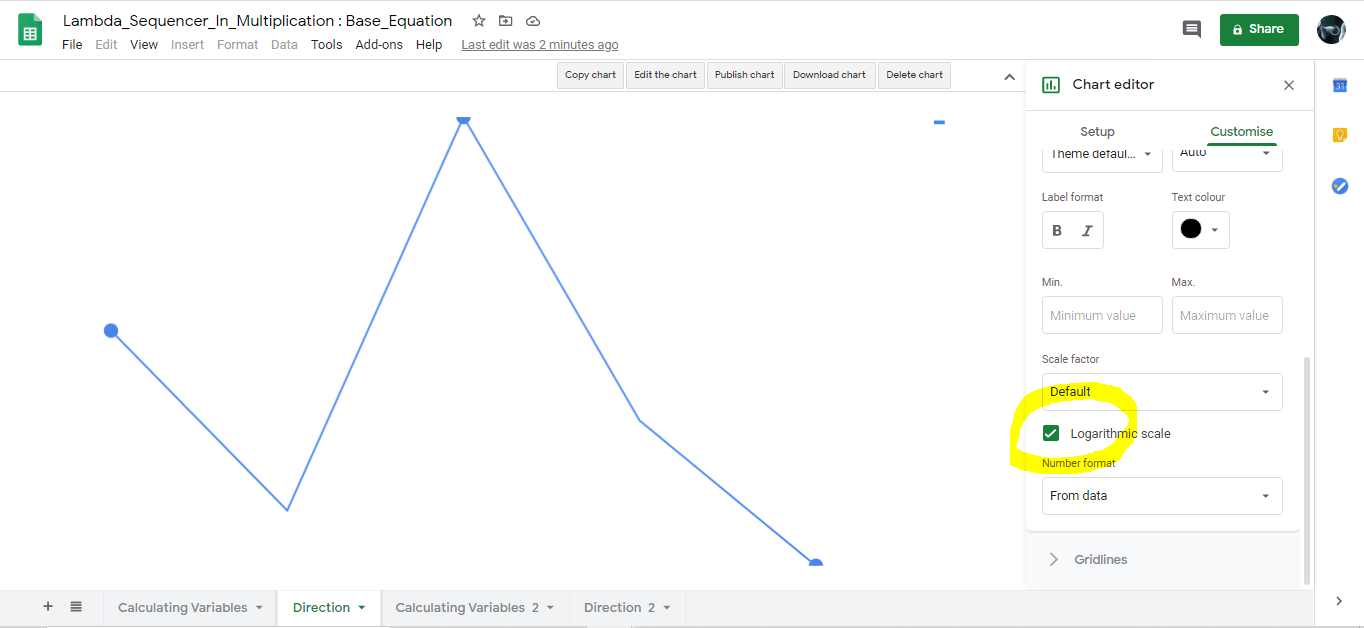 Lambda_Sequencer_In_Multiplication : Base_Equation
File Edit View Insert Format Data Tools Add-ons Help Last edit was 2 minutes ago
Share
Copy chart Edit the chart Publish chart Download chart Delete chart
Chart editor
31
Setup Customise
Theme defaul... Auto
Label format Text colour
B I
Min. Max.
Minimum value Maximum value
Scale factor
Default
Logarithmic scale
Number format
From data
Gridlines
+ Calculating Variables Direction Calculating Variables 2 Direction 2